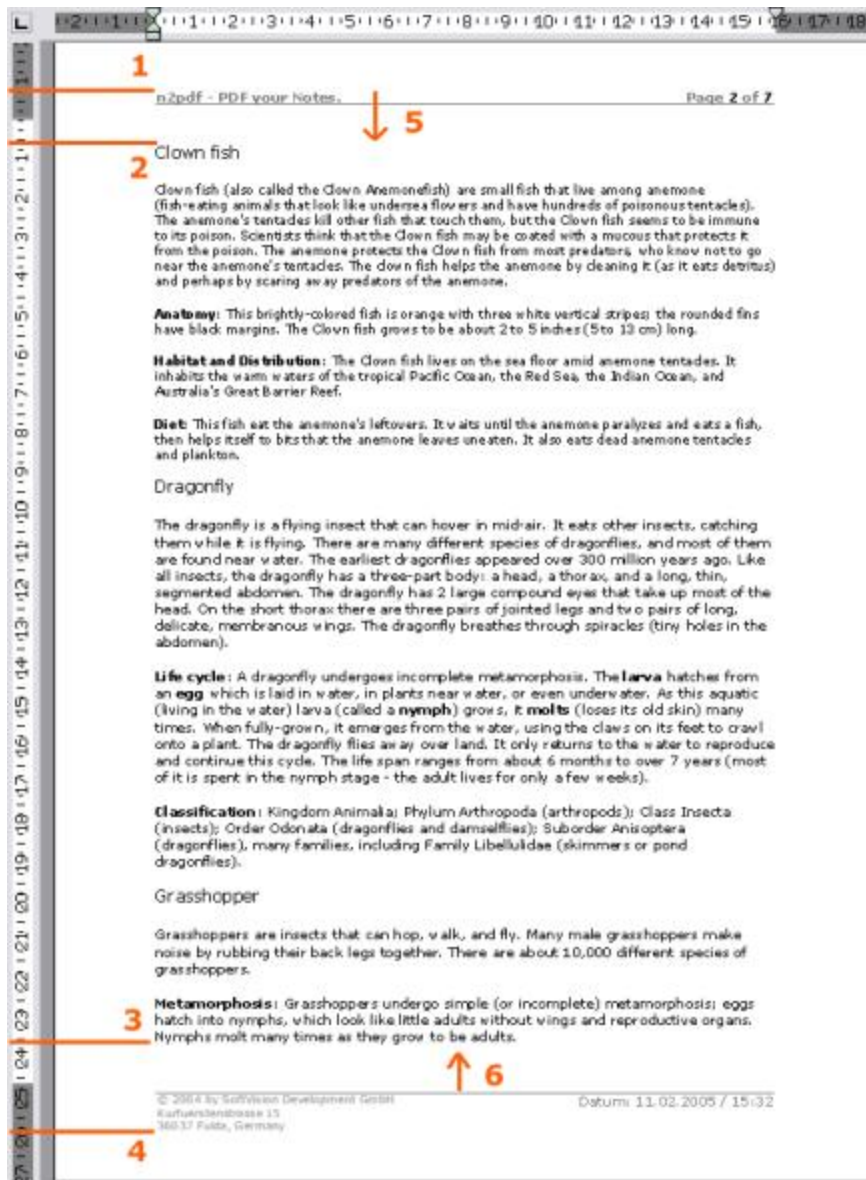 1
n2pdf - PDF your Notes. Page 2 of 7
5
2
Clown fish
Clown fish (also called the Clown Anemonefish) are small fish that live among anemone
(fish-eating animals that look like undersea flowers and have hundreds of poisonous tentacles).
The anemone's tentacles kill other fish that touch them, but the Clown fish seems to be immune
to its poison. Scientists think that the Clown fish may be coated with a mucous that protects it
from the poison. The anemone protects the Clown fish from most predators, who know not to go
near the anemone's tentacles. The clown fish helps the anemone by cleaning it (as it eats detritus)
and perhaps by scaring away predators of the anemone.
Anatomy: This brightly-colored fish is orange with three white vertical stripes; the rounded fins
have black margins. The Clown fish grows to be about 2 to 5 inches (5 to 13 cm) long.
Habitat and Distribution: The Clown fish lives on the sea floor amid anemone tentacles. It
inhabits the warm waters of the tropical Pacific Ocean, the Red Sea, the Indian Ocean, and
Australia's Great Barrier Reef.
Diet: This fish eat the anemone's leftovers. It waits until the anemone paralyzes and eats a fish,
then helps itself to bits that the anemone leaves uneaten. It also eats dead anemone tentacles
and plankton.
Dragonfly
The dragonfly is a flying insect that can hover in mid-air. It eats other insects, catching
them while it is flying. There are many different species of dragonflies, and most of them
are found near water. The earliest dragonflies appeared over 300 million years ago. Like
all insects, the dragonfly has a three-part body: a head, a thorax, and a long, thin,
segmented abdomen. The dragonfly has 2 large compound eyes that take up most of the
head. On the short thorax there are three pairs of jointed legs and two pairs of long,
delicate, membranous wings. The dragonfly breathes through spiracles (tiny holes in the
abdomen).
Life cycle: A dragonfly undergoes incomplete metamorphosis. The larva hatches from
an egg which is laid in water, in plants near water, or even underwater. As this aquatic
(living in the water) larva (called a nymph) grows, it molts (loses its old skin) many
times. When fully-grown, it emerges from the water, using the claws on its feet to crawl
onto a plant. The dragonfly flies away over land. It only returns to the water to reproduce
and continue this cycle. The life span ranges from about 6 months to over 7 years (most
of it is spent in the nymph stage - the adult lives for only a few weeks).
Classification: Kingdom Animalia; Phylum Arthropoda (arthropods); Class Insecta
(insects); Order Odonata (dragonflies and damselflies); Suborder Anisoptera
(dragonflies), many families, including Family Libellulidae (skimmers or pond
dragonflies).
Grasshopper
Grasshoppers are insects that can hop, walk, and fly. Many male grasshoppers make
noise by rubbing their back legs together. There are about 10,000 different species of
grasshoppers.
Metamorphosis: Grasshoppers undergo simple (or incomplete) metamorphosis; eggs
hatch into nymphs, which look like little adults without wings and reproductive organs.
Nymphs molt many times as they grow to be adults.
3
6
© 2004 by SoftVision Development GmbH Datum: 11.02.2005 / 15:32
Kurfuerstenstrasse 15
36037 Fulda, Germany
4